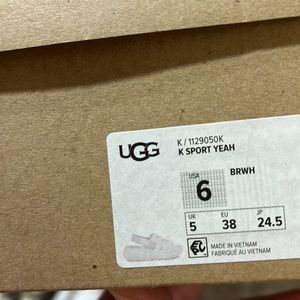 UGG
K / 1129050K
K SPORT YEAH
BRWH
USA
6
UK
5
EU
38
JP
24.5
MADE IN VIETNAM
FABRIQUÉ AU VIETNAM